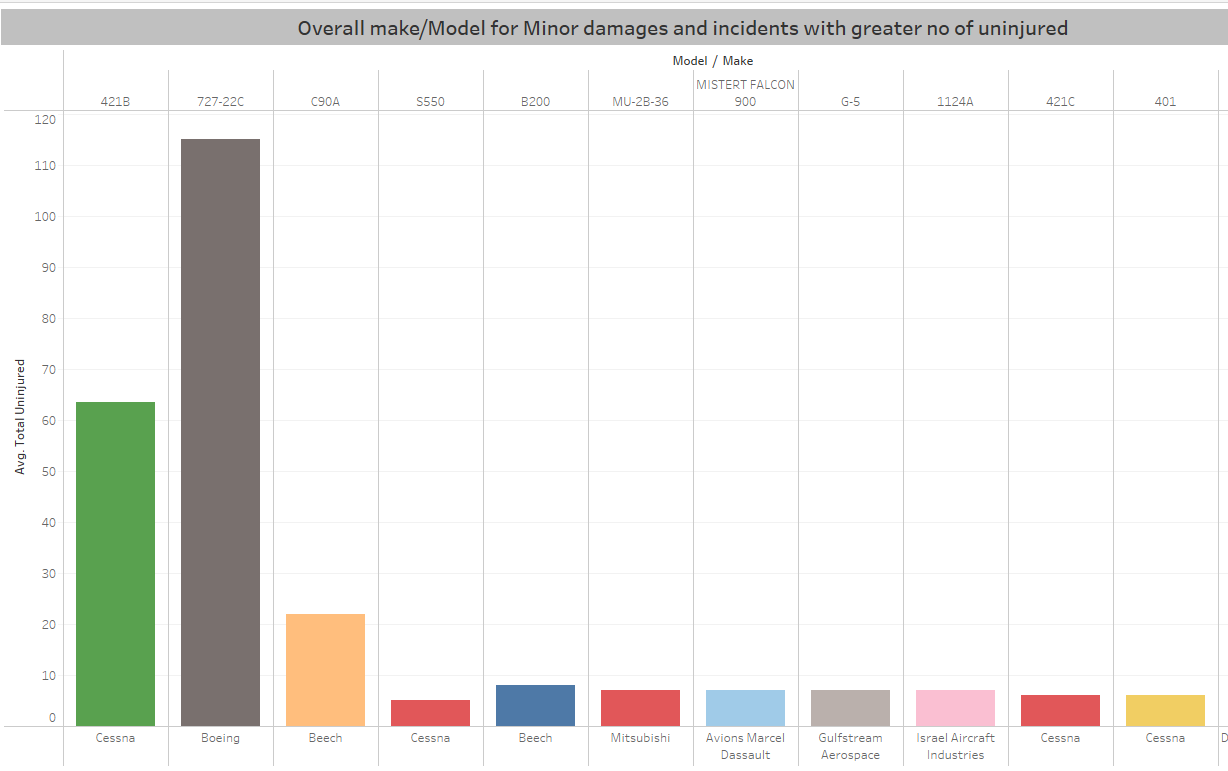 Overall make/Model for Minor damages and incidents with greater no of uninjured
Model / Make
421B 727-22C C90A S550 B200 MU-2B-36 MISTERT FALCON 900 G-5 1124A 421C 401
120
110
100
90
80
70
60
50
40
30
20
10
0
Avg. Total Uninjured
Cessna Boeing Beech Cessna Beech Mitsubishi Avions Marcel Dassault Gulfstream Aerospace Israel Aircraft Industries Cessna Cessna D